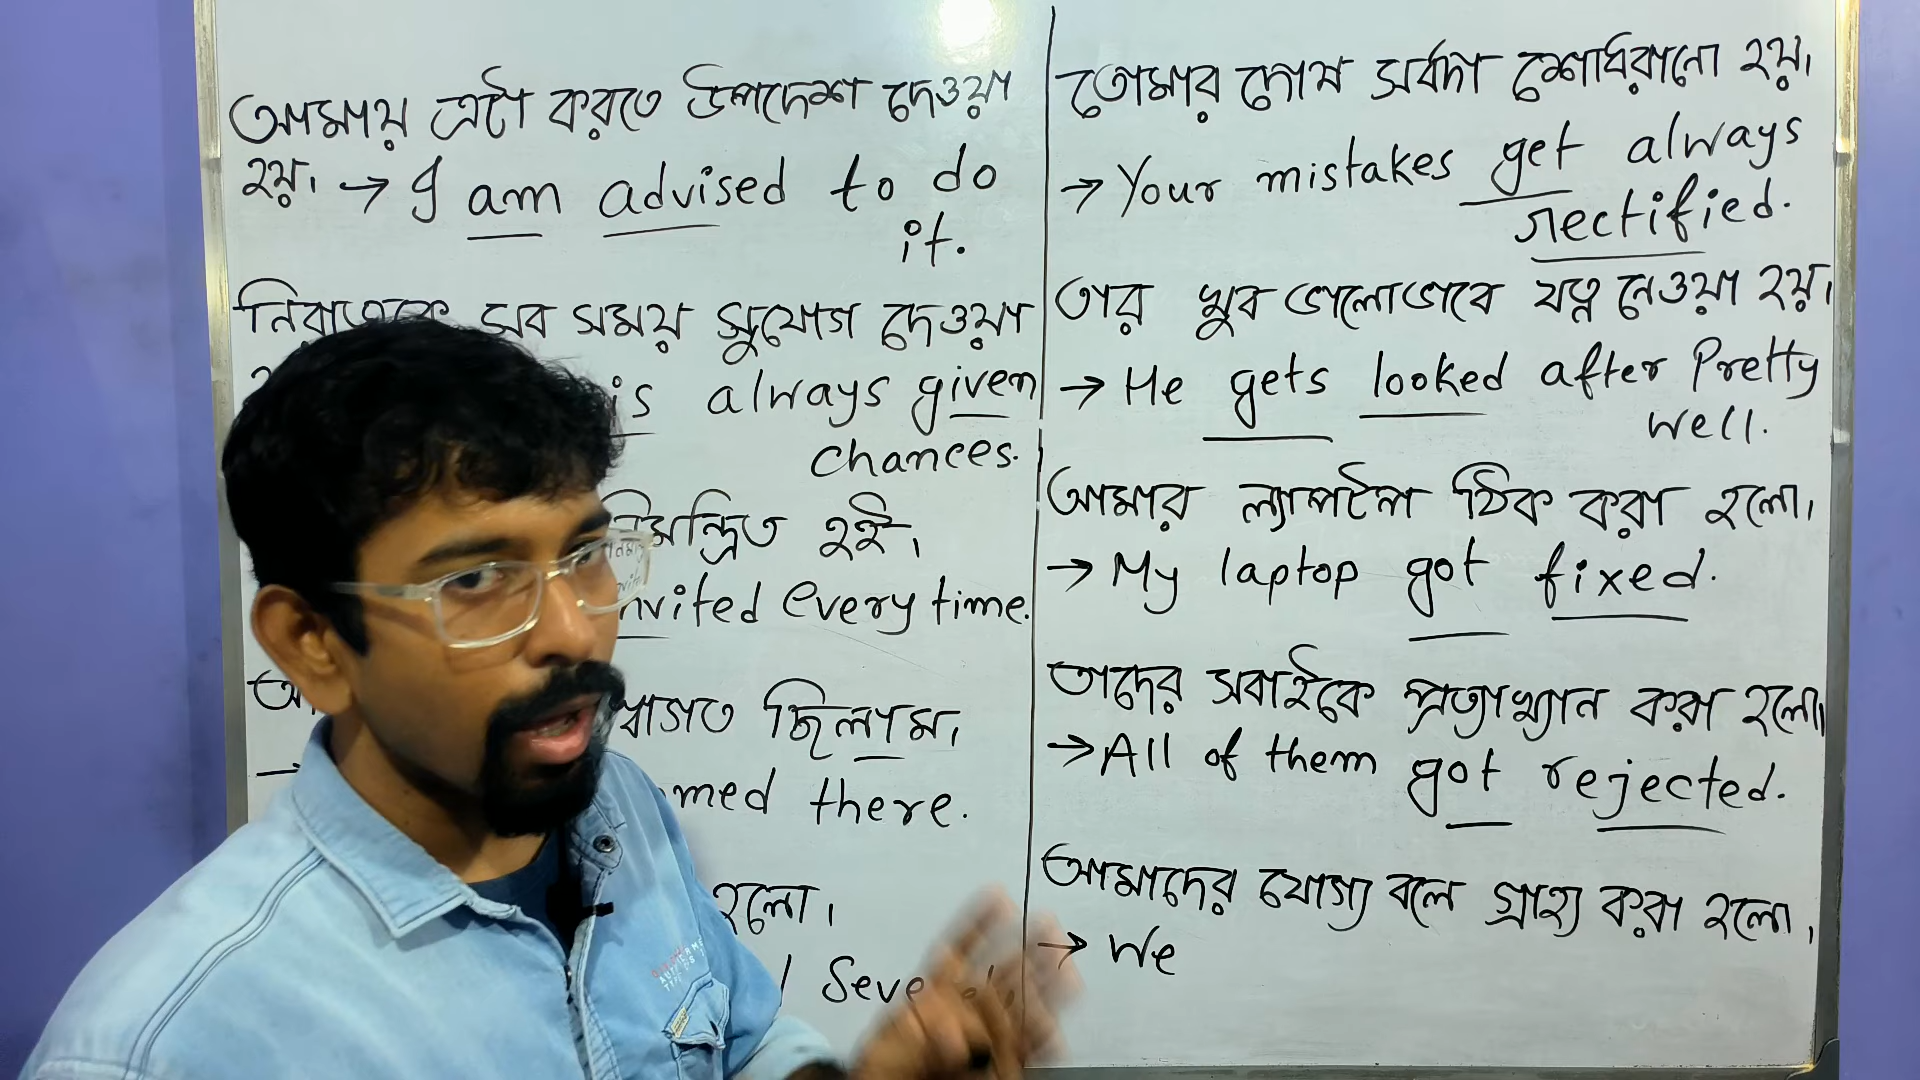 আমায় এটা করতে উপদেশ দেওয়া
হয়। → I am advised to do
it.
সব সময় সুযোগ দেওয়া
is always given
chances.
নিমন্ত্রিত হই।
invited every time.
স্বাগত ছিলাম।
med there.
হলো।
তোমার দোষ সর্বদা শোধরানো হয়।
→ Your mistakes get always
rectified.
তার খুব ভালোভাবে যত্ন নেওয়া হয়।
→ He gets looked after Pretty
well.
আমার ল্যাপটপ ঠিক করা হলো।
→ My laptop got fixed.
তাদের সবাইকে প্রত্যাখ্যান করা হলো।
→ All of them got rejected.
আমাদের যোগ্য বলে গ্রাহ্য করা হলো।
→ We